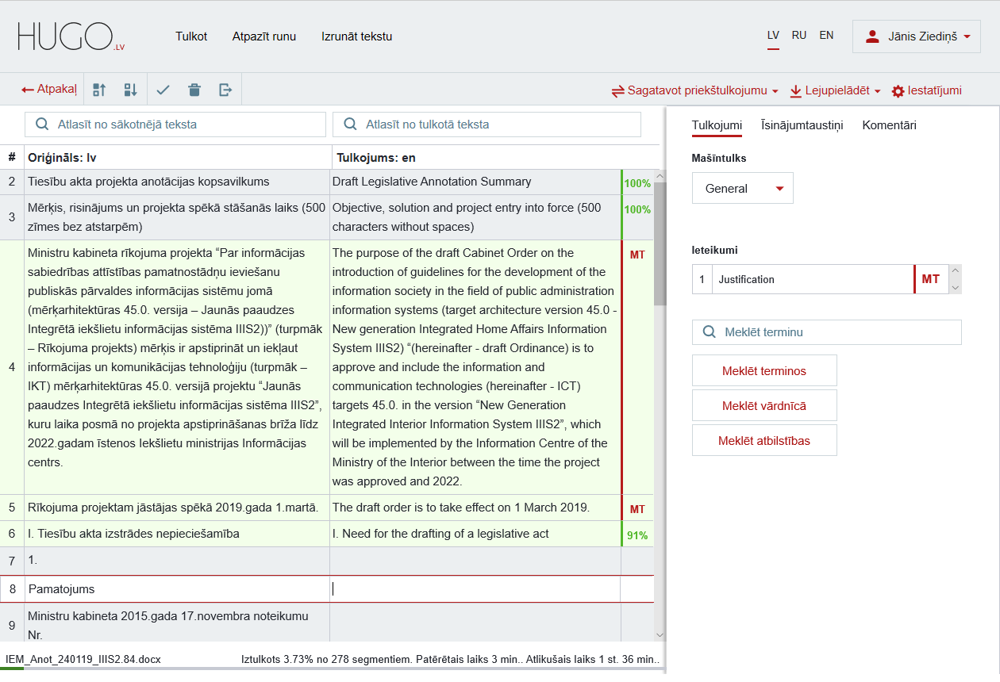 HUGO.LV
Tulkot Atpazīt runu Izrunāt tekstu
LV RU EN
Jānis Ziediņš
Atpakaļ
Sagatavot priekštulkojumu Lejupielādēt Iestatījumi
Atlasīt no sākotnējā teksta
Atlasīt no tulkotā teksta
# Oriģināls: lv Tulkojums: en
2 Tiesību akta projekta anotācijas kopsavilkums
Draft Legislative Annotation Summary
100%
3 Mērķis, risinājums un projekta spēkā stāšanās laiks (500
zīmes bez atstarpēm)
Objective, solution and project entry into force (500
characters without spaces)
100%
4
Ministru kabineta rīkojuma projekta “Par informācijas
sabiedrības attīstības pamatnostādņu ieviešanu
publiskās pārvaldes informācijas sistēmu jomā
(mērķarhitektūras 45.0. versija – Jaunās paaudzes
Integrētā iekšlietu informācijas sistēma IIIS2))” (turpmāk
– Rīkojuma projekts) mērķis ir apstiprināt un iekļaut
informācijas un komunikācijas tehnoloģiju (turpmāk –
IKT) mērķarhitektūras 45.0. versijā projektu “Jaunās
paaudzes Integrētā iekšlietu informācijas sistēma IIIS2”,
kuru laika posmā no projekta apstiprināšanas brīža līdz
2022.gadam īstenos Iekšlietu ministrijas Informācijas
centrs.
The purpose of the draft Cabinet Order on the
introduction of guidelines for the development of the
information society in the field of public administration
information systems (target architecture version 45.0 -
New generation Integrated Home Affairs Information
System IIIS2) “(hereinafter - draft Ordinance) is to
approve and include the information and
communication technologies (hereinafter - ICT)
targets 45.0. in the version “New Generation
Integrated Interior Information System IIIS2”, which
will be implemented by the Information Centre of the
Ministry of the Interior between the time the project
was approved and 2022.
MT
5 Rīkojuma projektam jāstājas spēkā 2019.gada 1.martā.
The draft order is to take effect on 1 March 2019.
MT
6 I. Tiesību akta izstrādes nepieciešamība
I. Need for the drafting of a legislative act
91%
7 1.
8 Pamatojums
9 Ministru kabineta 2015.gada 17.novembra noteikumu
Nr.
IEM_Anot_240119_IIIS2.84.docx
Iztulkots 3.73% no 278 segmentiem. Patērētais laiks 3 min.. Atlikušais laiks 1 st. 36 min..
Tulkojumi Īsinājumtaustiņi Komentāri
Mašīntulks
General
Ieteikumi
1 Justification MT
Meklēt terminu
Meklēt terminos
Meklēt vārdnīcā
Meklēt atbilstības